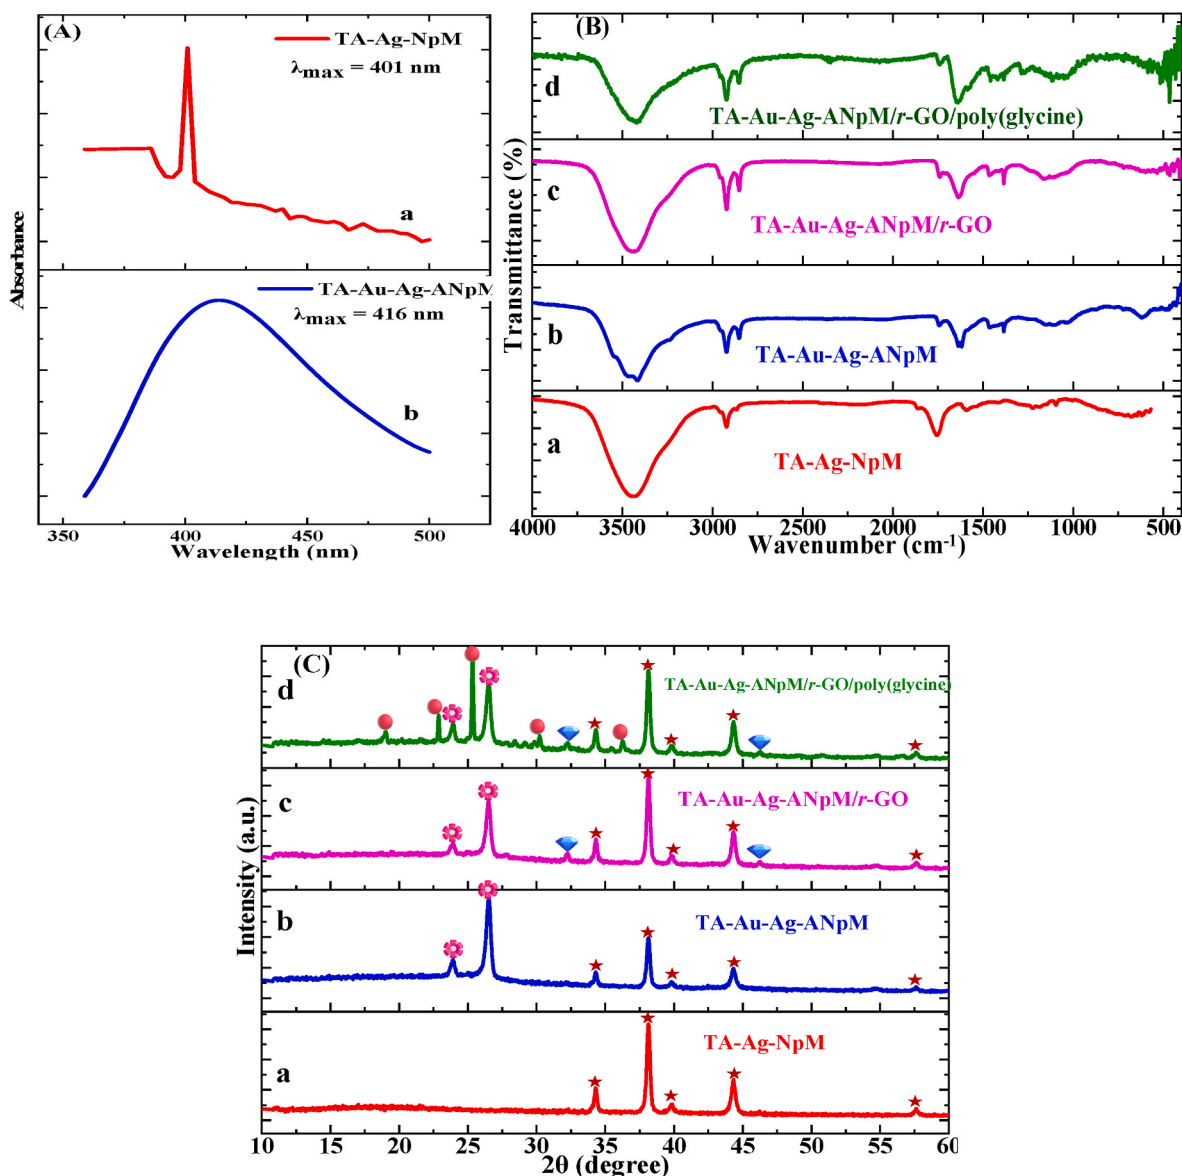 (A)
TA-Ag-NpM
λmax = 401 nm
a
TA-Au-Ag-ANpM
λmax = 416 nm
b
Absorbance
350 400 450 500
Wavelength (nm)
(B)
d
TA-Au-Ag-ANpM/r-GO/poly(glycine)
c
TA-Au-Ag-ANpM/r-GO
b
TA-Au-Ag-ANpM
a
TA-Ag-NpM
Transmittance (%)
4000 3500 3000 2500 2000 1500 1000 500
Wavenumber (cm-1)
(C)
d
TA-Au-Ag-ANpM/r-GO/poly(glycine)
c
TA-Au-Ag-ANpM/r-GO
b
TA-Au-Ag-ANpM
a
TA-Ag-NpM
Intensity (a.u.)
10 15 20 25 30 35 40 45 50 55 60
2θ (degree)